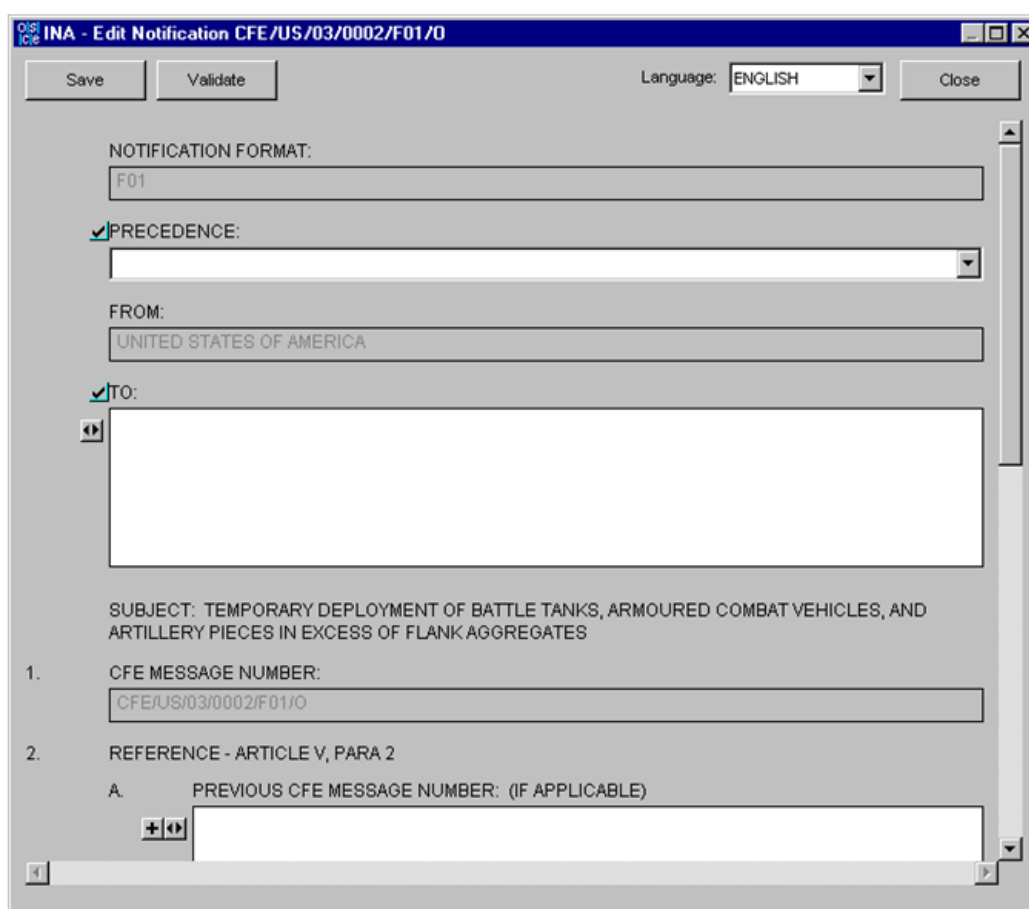 OSCE INA - Edit Notification CFE/US/03/0002/F01/O
Save Validate Language: ENGLISH Close
NOTIFICATION FORMAT:
F01
PRECEDENCE:
FROM:
UNITED STATES OF AMERICA
TO:
SUBJECT: TEMPORARY DEPLOYMENT OF BATTLE TANKS, ARMOURED COMBAT VEHICLES, AND
ARTILLERY PIECES IN EXCESS OF FLANK AGGREGATES
1. CFE MESSAGE NUMBER:
CFE/US/03/0002/F01/O
2. REFERENCE - ARTICLE V, PARA 2
A. PREVIOUS CFE MESSAGE NUMBER: (IF APPLICABLE)